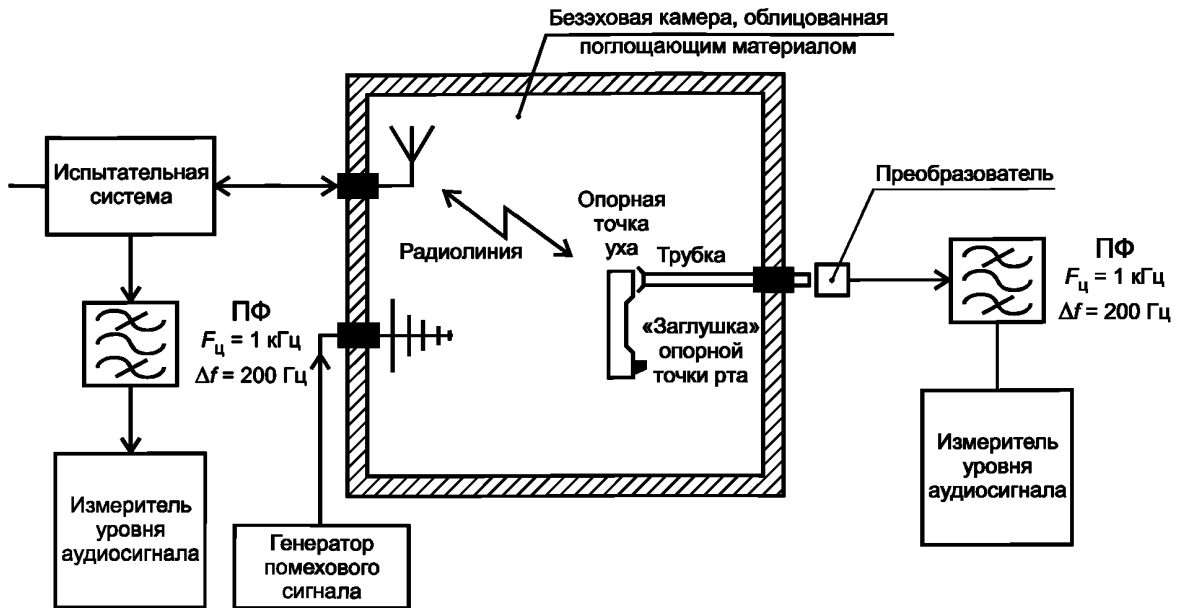 Безэховая камера, облицованная
поглощающим материалом
Испытательная
система
Радиолиния
Опорная
точка
уха
Трубка
Преобразователь
ПФ
Fц = 1 кГц
Δf = 200 Гц
ПФ
Fц = 1 кГц
Δf = 200 Гц
«Заглушка»
опорной
точки рта
Измеритель
уровня
аудиосигнала
Генератор
помехового
сигнала
Измеритель
уровня
аудиосигнала